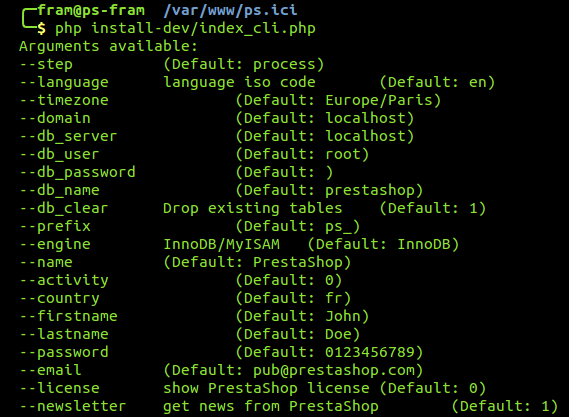 fram@ps-fram /var/www/ps.ici
$ php install-dev/index_cli.php
Arguments available:
--step (Default: process)
--language language iso code (Default: en)
--timezone (Default: Europe/Paris)
--domain (Default: localhost)
--db_server (Default: localhost)
--db_user (Default: root)
--db_password (Default: )
--db_name (Default: prestashop)
--db_clear Drop existing tables (Default: 1)
--prefix (Default: ps_)
--engine InnoDB/MyISAM (Default: InnoDB)
--name (Default: PrestaShop)
--activity (Default: 0)
--country (Default: fr)
--firstname (Default: John)
--lastname (Default: Doe)
--password (Default: 0123456789)
--email (Default: pub@prestashop.com)
--license show PrestaShop license (Default: 0)
--newsletter get news from PrestaShop (Default: 1)